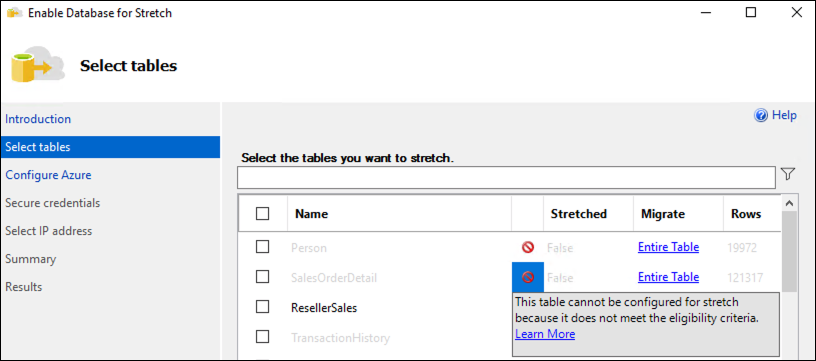 Enable Database for Stretch
Select tables
Introduction
Help
Select tables
Select the tables you want to stretch.
Configure Azure
Secure credentials
Select IP address
Summary
Results
Name Stretched Migrate Rows
Person False Entire Table 19972
SalesOrderDetail False Entire Table 121317
ResellerSales
TransactionHistory
This table cannot be configured for stretch
because it does not meet the eligibility criteria.
Learn More